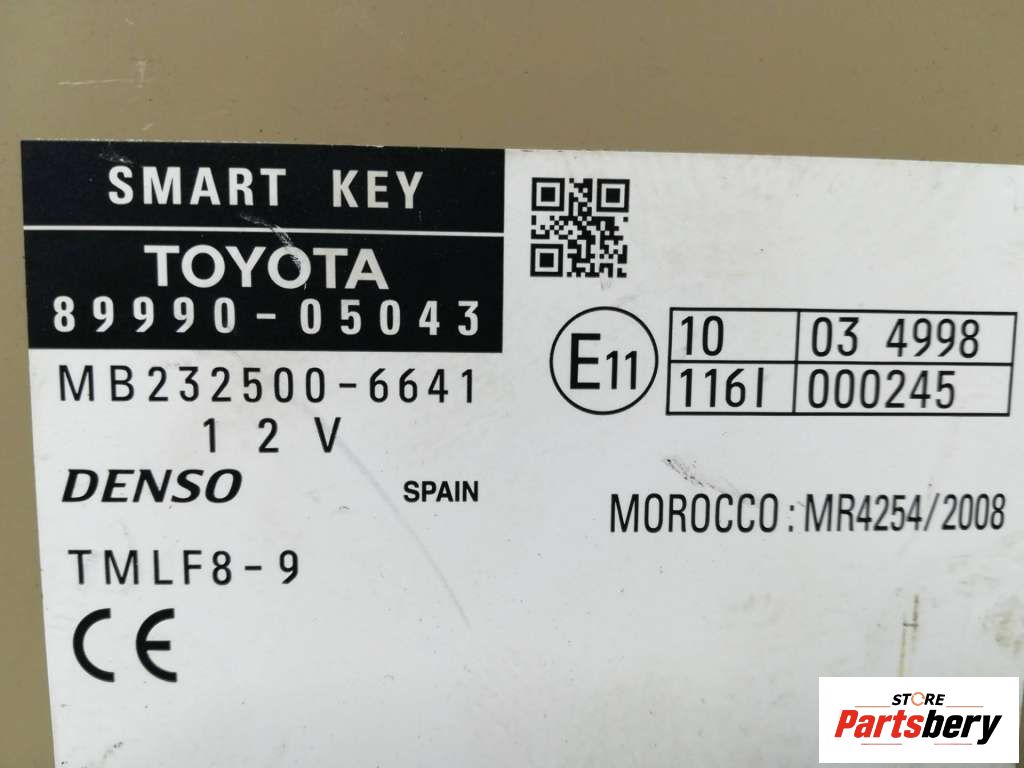 SMART KEY
TOYOTA
89990-05043
MB232500-6641
12V
DENSO SPAIN
TMLF8-9
CE
E11
10 03 4998
116I 000245
MOROCCO: MR4254/2008
STORE
Partsbery